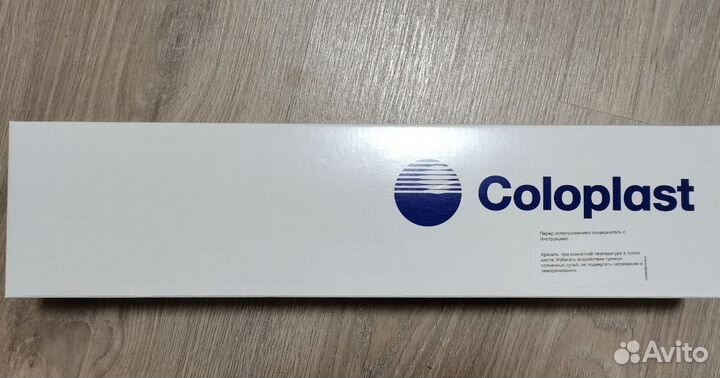 Coloplast
Перед использованием ознакомьтесь с
Инструкцией.
Хранить при комнатной температуре в сухом
месте. Избегать воздействия прямых
солнечных лучей, не подвергать нагреванию и
замораживанию.
Avito